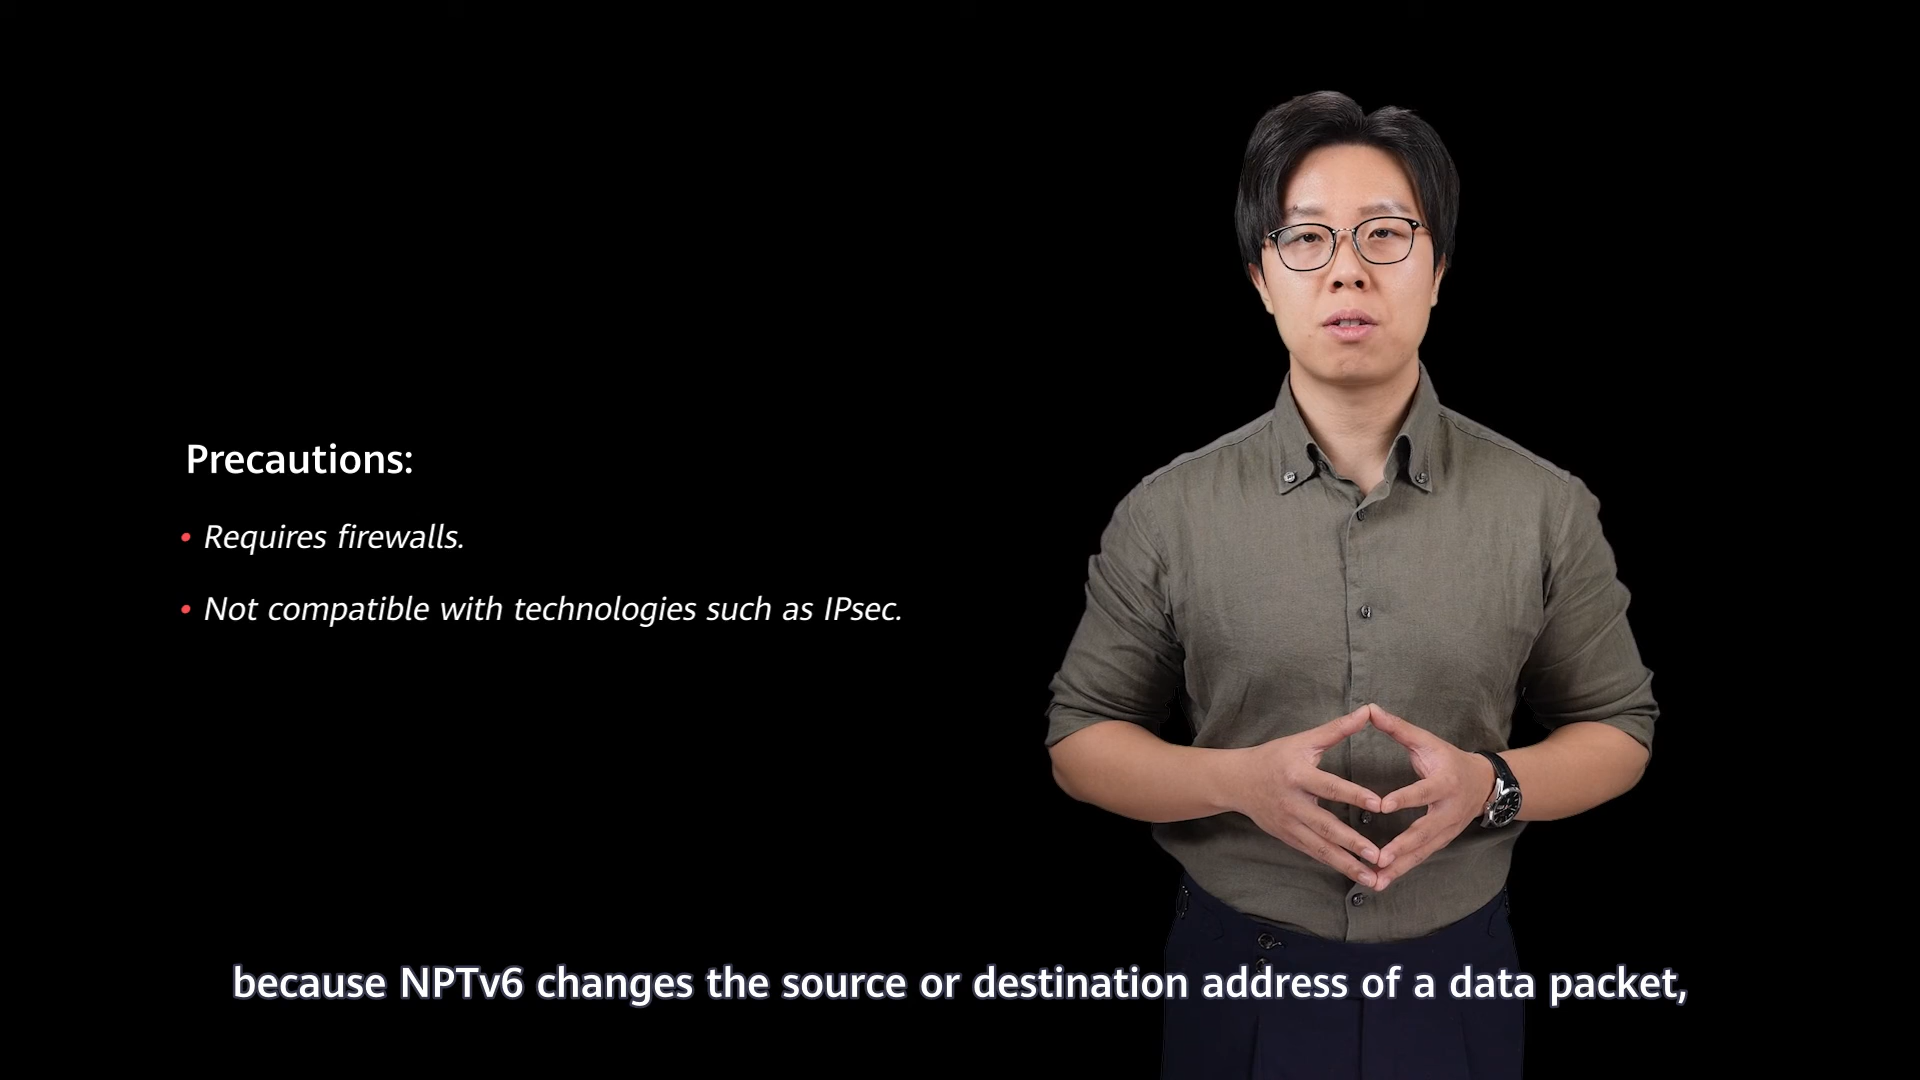 Precautions:
• Requires firewalls.
• Not compatible with technologies such as IPsec.
because NPTv6 changes the source or destination address of a data packet,